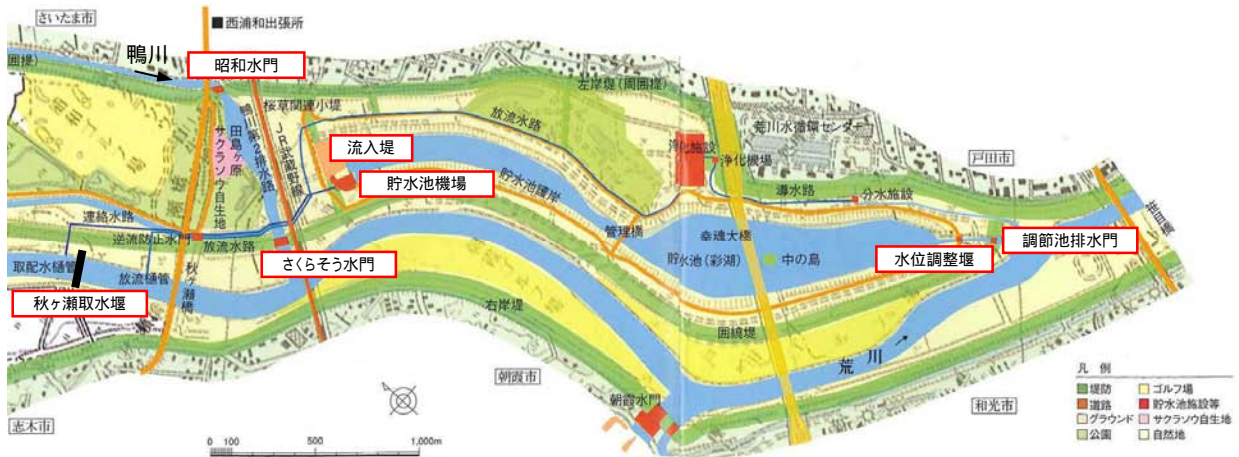 さいたま市
■西浦和出張所
鴨川
昭和水門
囲堤)
左岸堤(周囲堤)
桜草関連小堤
放流水路
鴨川第2排水路
JR武蔵野線
田島ヶ原
サクラソウ自生地
流入堤
貯水池機場
貯水池護岸
荒川水循環センター
浄化施設
浄化機場
戸田市
導水路
分水施設
連絡水路
逆流防止水門
放流水路
管理橋
幸魂大橋
貯水池(彩湖)
中の島
水位調整堰
調節池排水門
笹目橋
取配水樋管
放流樋管
さくらそう水門
秋ヶ瀬取水堰
秋ヶ瀬橋
右岸堤
囲繞堤
荒川
朝霞市
朝霞水門
和光市
志木市
0 100 500 1,000m
凡例
堤防
道路
グラウンド
公園
ゴルフ場
貯水池施設等
サクラソウ自生地
自然地